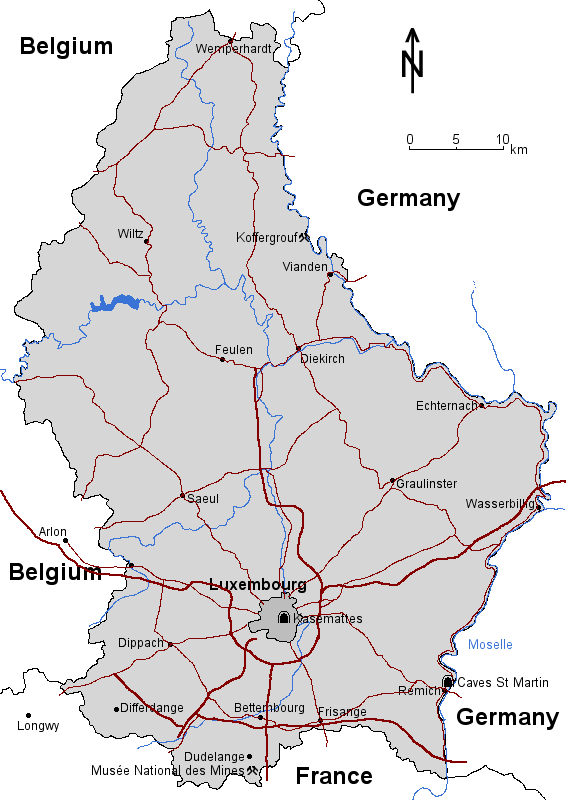 Belgium
Wemperhardt
N
0 5 10
km
Germany
Wiltz
Koffergrouf
Vianden
Feulen
Diekirch
Echternach
Graulinster
Saeul
Wasserbillig
Arlon
Belgium
Luxembourg
Kasemattes
Dippach
Moselle
Caves St Martin
Remich
Differdange
Bettembourg
Frisange
Germany
Longwy
Dudelange
Musée National des Mines
France